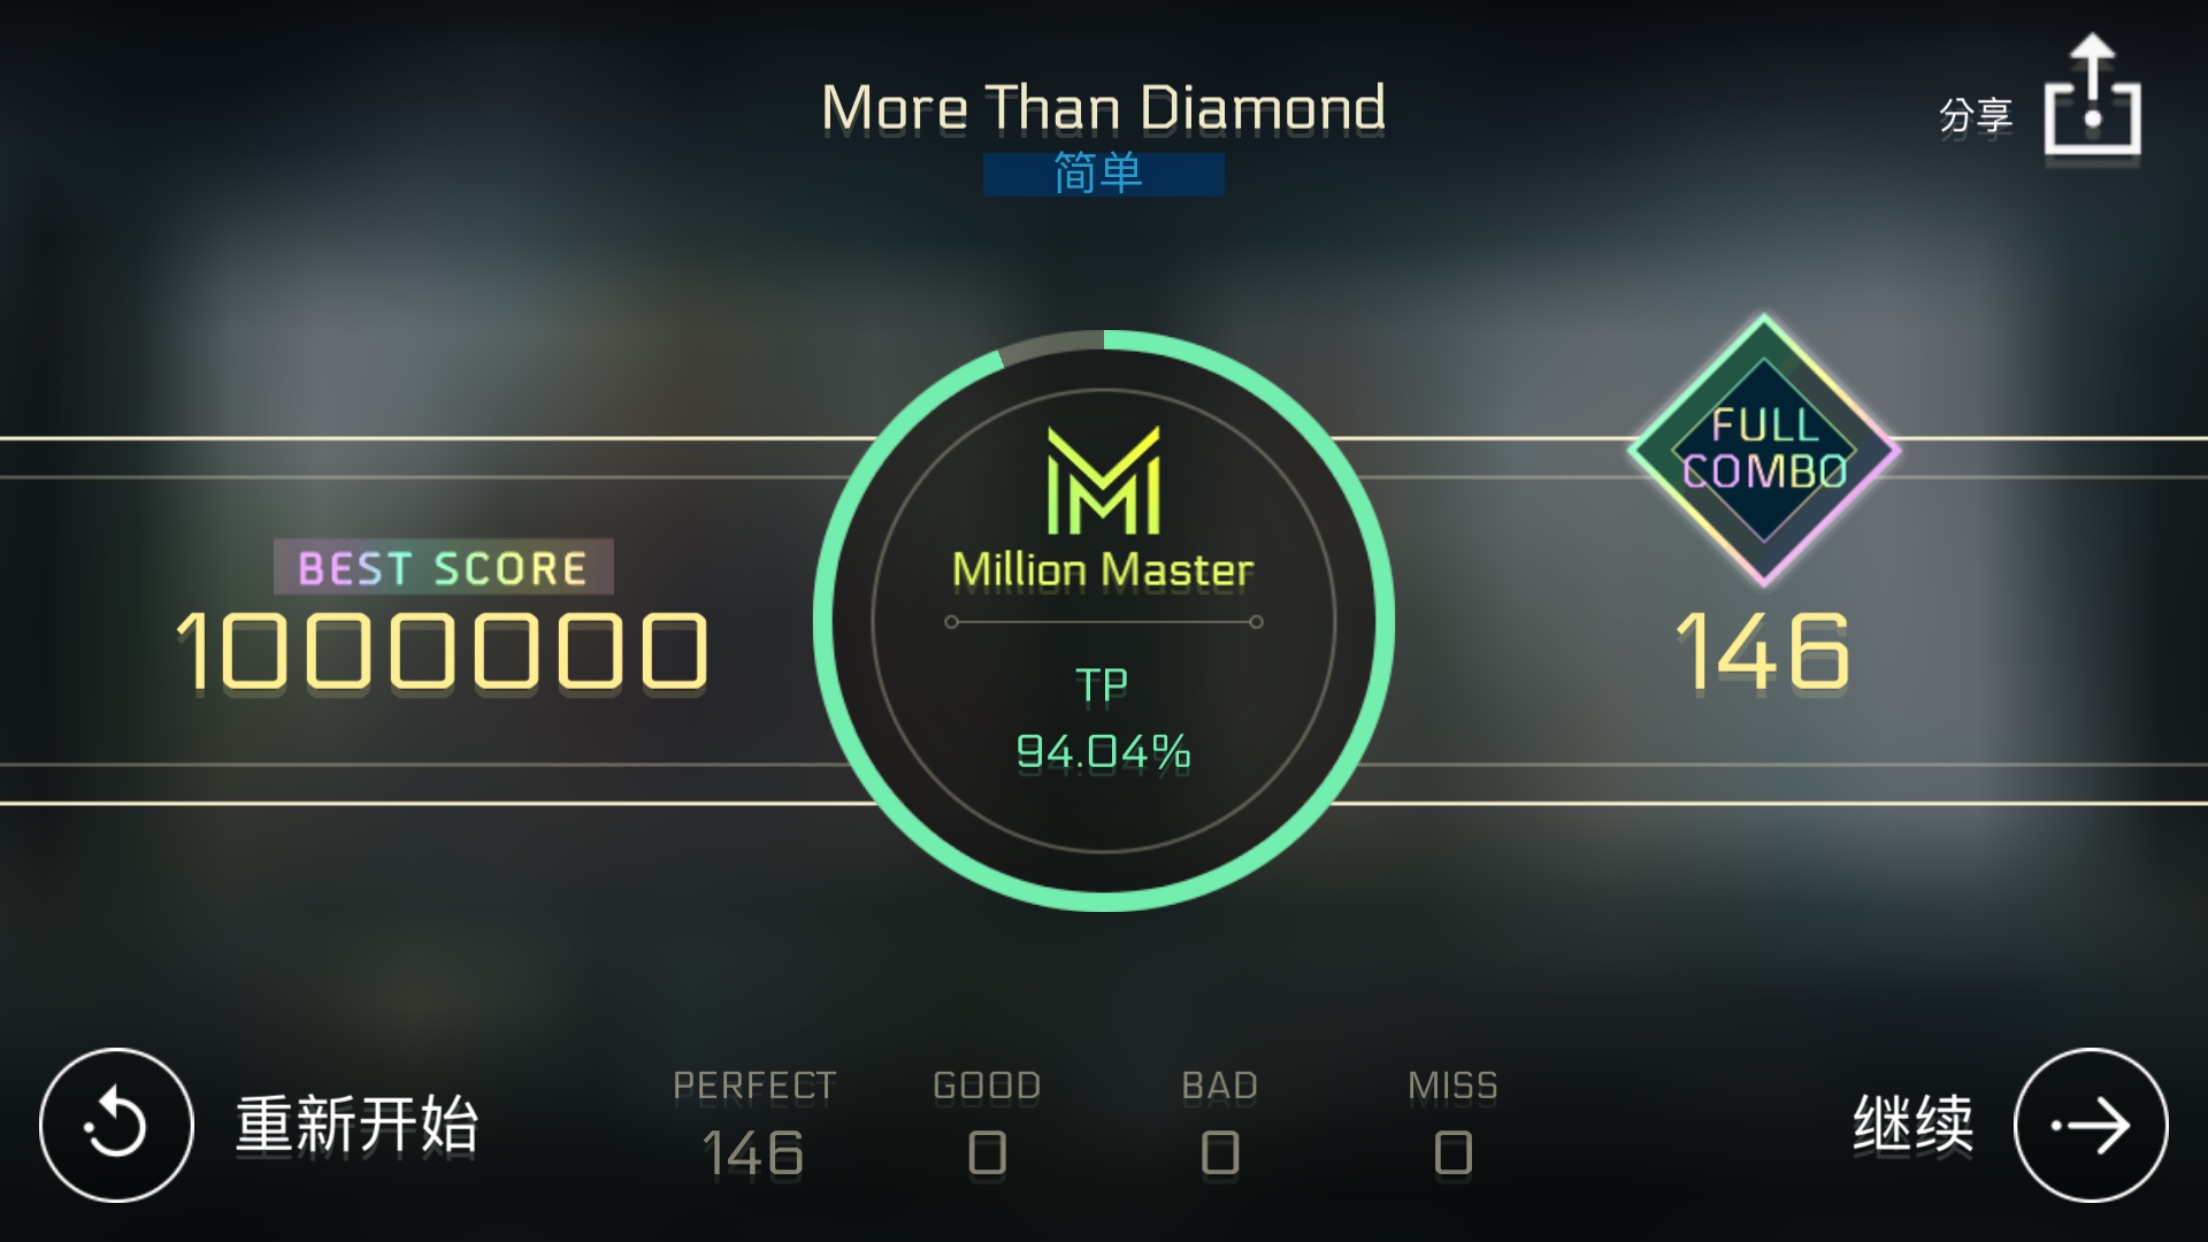 More Than Diamond
简单
分享
FULL
COMBO
BEST SCORE
1000000
Million Master
TP
94.04%
146
重新开始
PERFECT GOOD BAD MISS
146 0 0 0
继续